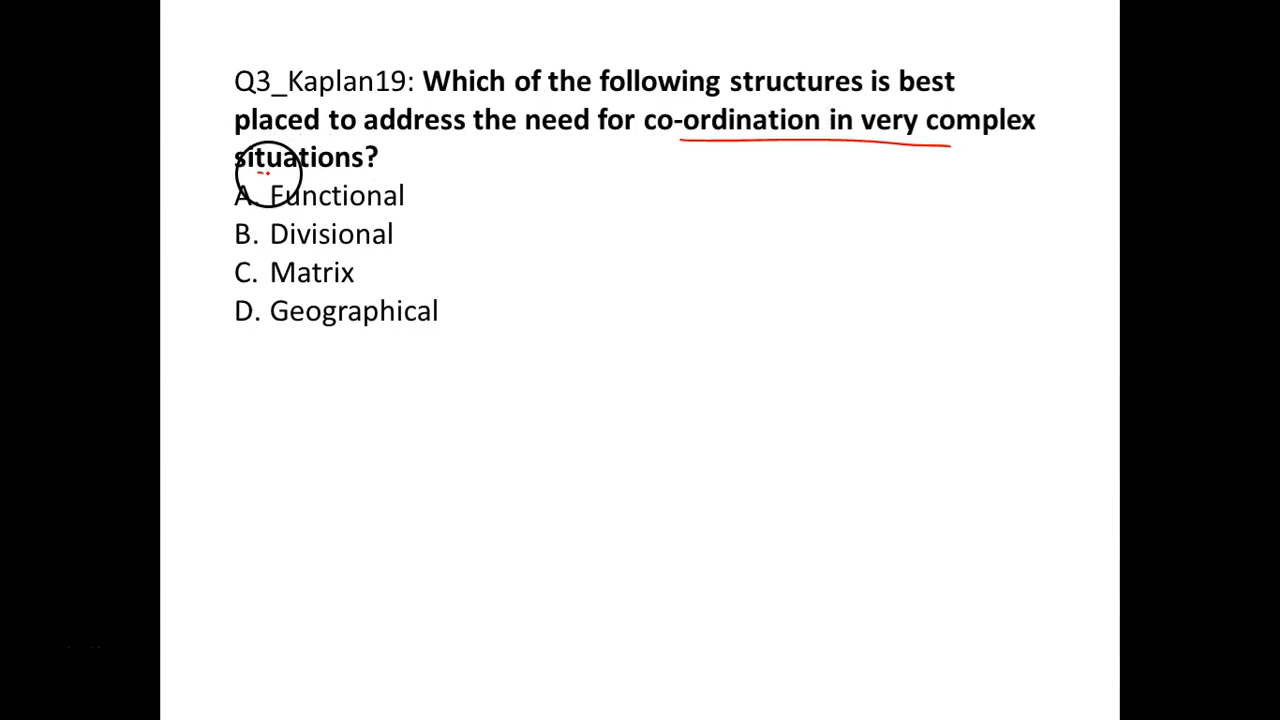 Q3_Kaplan19: Which of the following structures is best
placed to address the need for co-ordination in very complex
situations?
A. Functional
B. Divisional
C. Matrix
D. Geographical